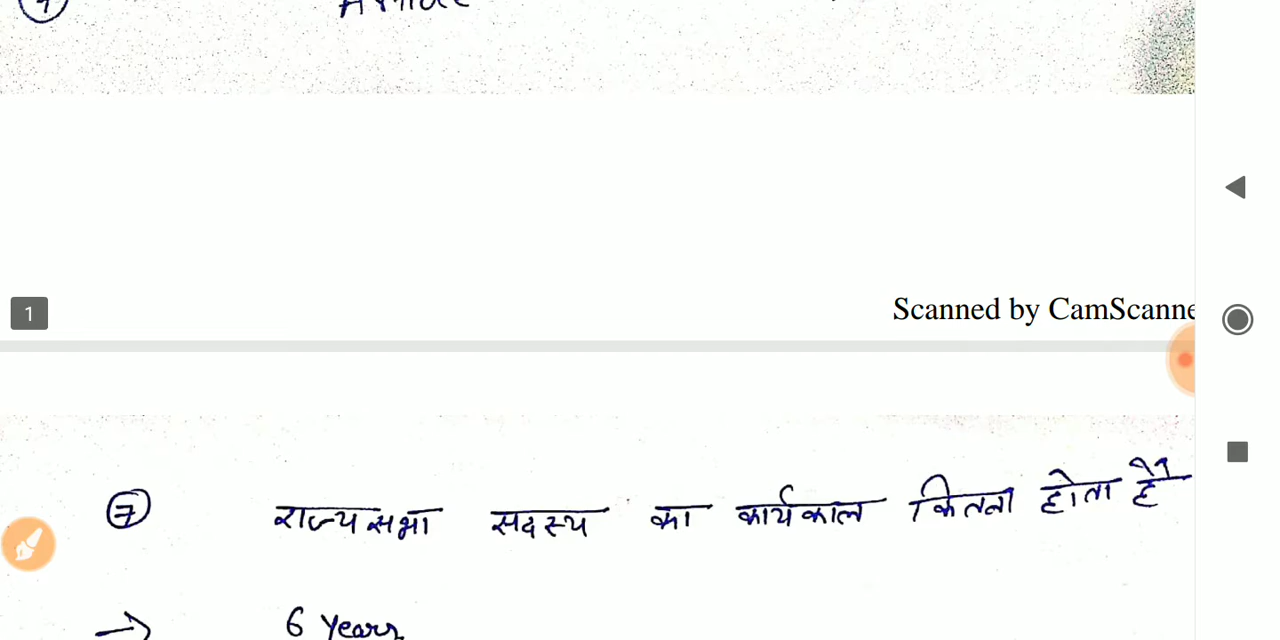 1
Scanned by CamScanne
7 राज्यसभा सदस्य का कार्यकाल कितना होता है?
→ 6 Years